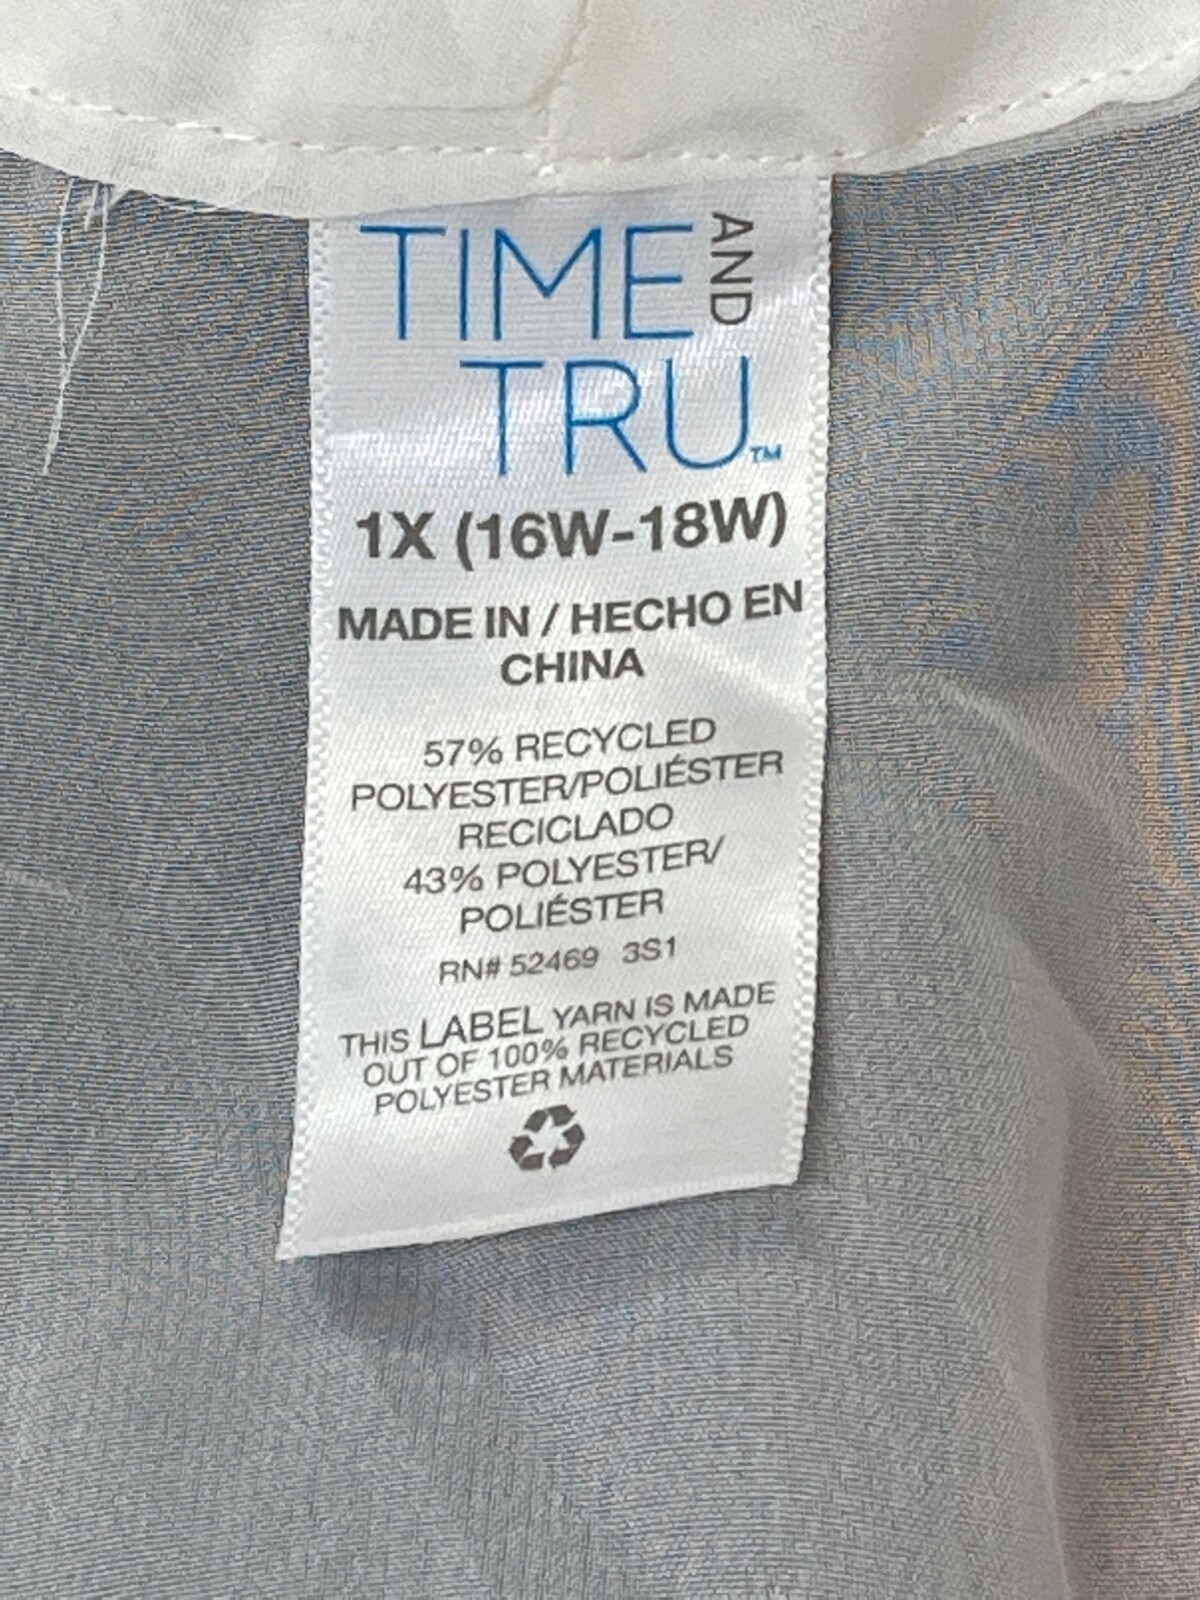 TIME AND
TRU™
1X (16W-18W)
MADE IN / HECHO EN
CHINA
57% RECYCLED
POLYESTER/POLIÉSTER
RECICLADO
43% POLYESTER/
POLIÉSTER
RN# 52469 3S1
THIS LABEL YARN IS MADE
OUT OF 100% RECYCLED
POLYESTER MATERIALS